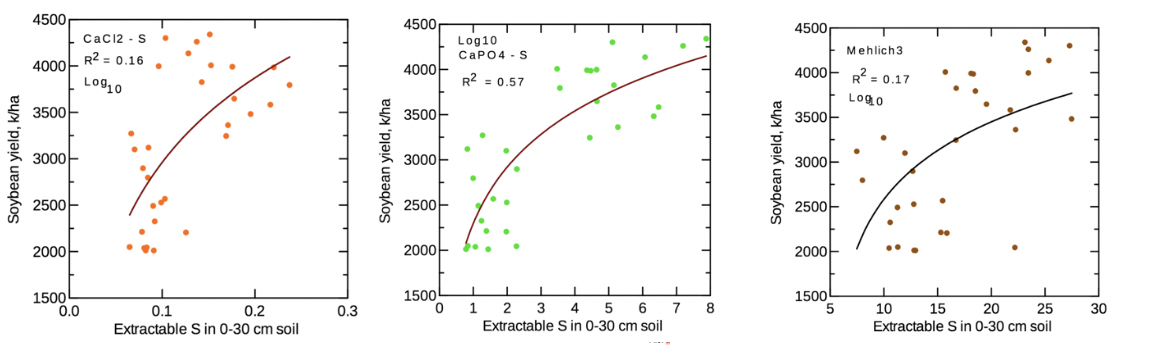 CaCl2 - S
R2 = 0.16
Log10
4500
4000
3500
3000
2500
2000
1500
0.0 0.1 0.2 0.3
Soybean yield, k/ha
Extractable S in 0-30 cm soil
Log10
CaPO4 - S
R2 = 0.57
4500
4000
3500
3000
2500
2000
1500
0 1 2 3 4 5 6 7 8
Soybean yield, k/ha
Extractable S in 0-30 cm soil
Mehlich3
R2 = 0.17
Log10
4500
4000
3500
3000
2500
2000
1500
5 10 15 20 25 30
Soybean yield, k/ha
Extractable S in 0-30 cm soil